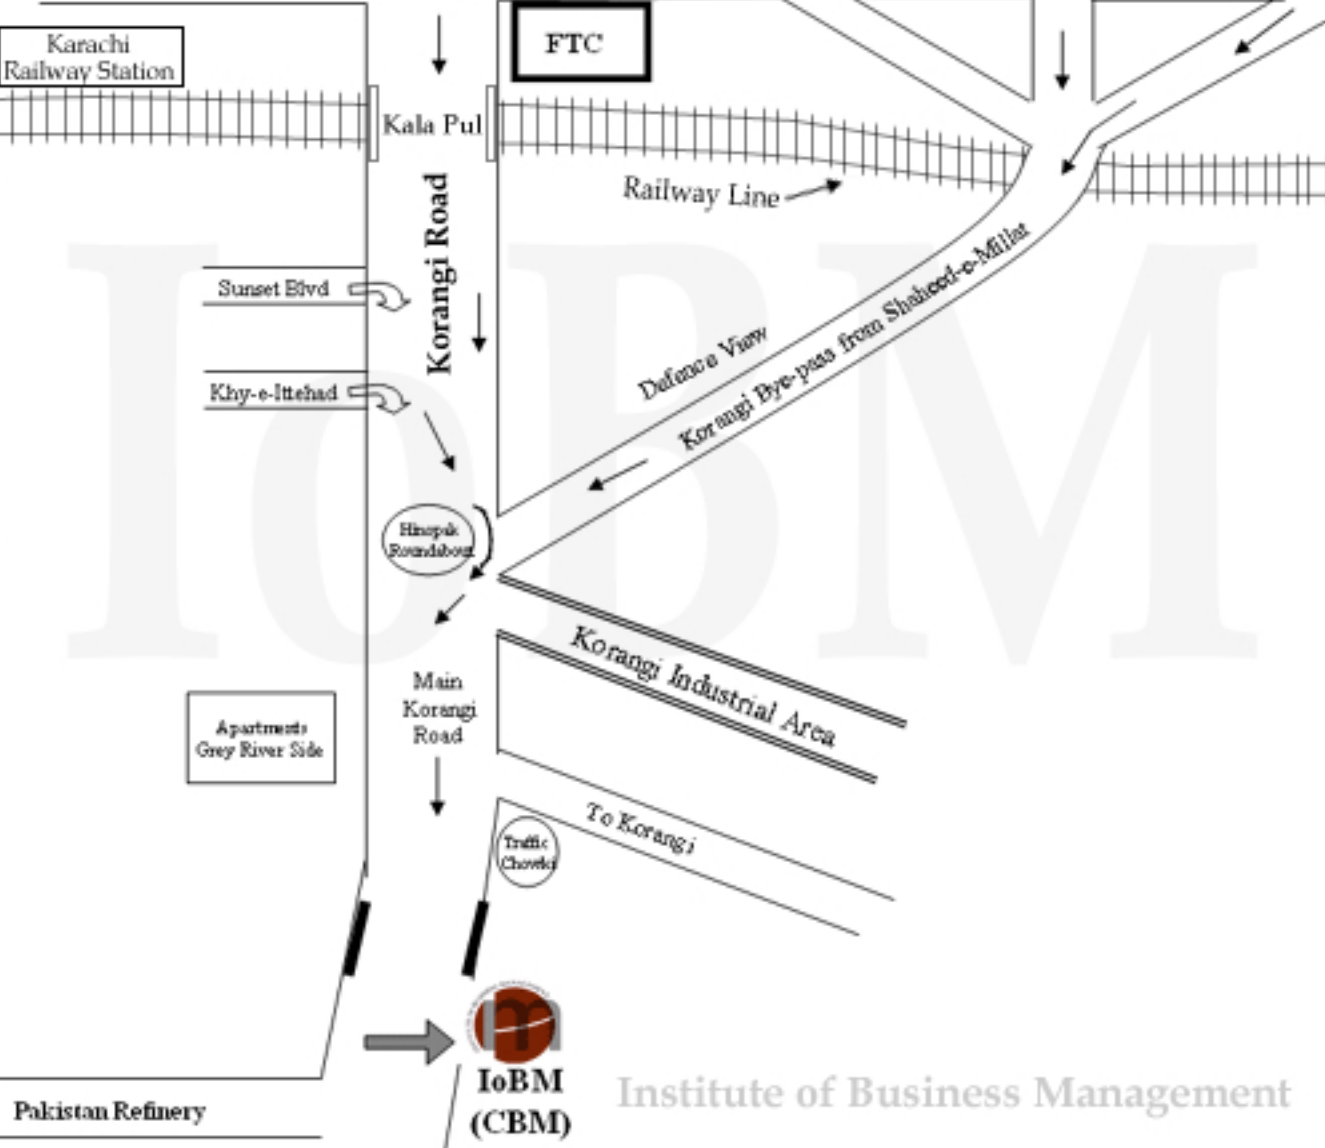 Karachi
Railway Station
FTC
Kala Pul
Railway Line
Korangi Road
Sunset Blvd
Khy-e-Ittehad
Defence View
Korangi Bye-pass from Shaheed-e-Millat
Hinopak
Roundabout
Korangi Industrial Area
Main
Korangi
Road
Apartments
Grey River Side
To Korangi
Traffic
Chowki
m
IoBM
(CBM)
Institute of Business Management
Pakistan Refinery
IoBM